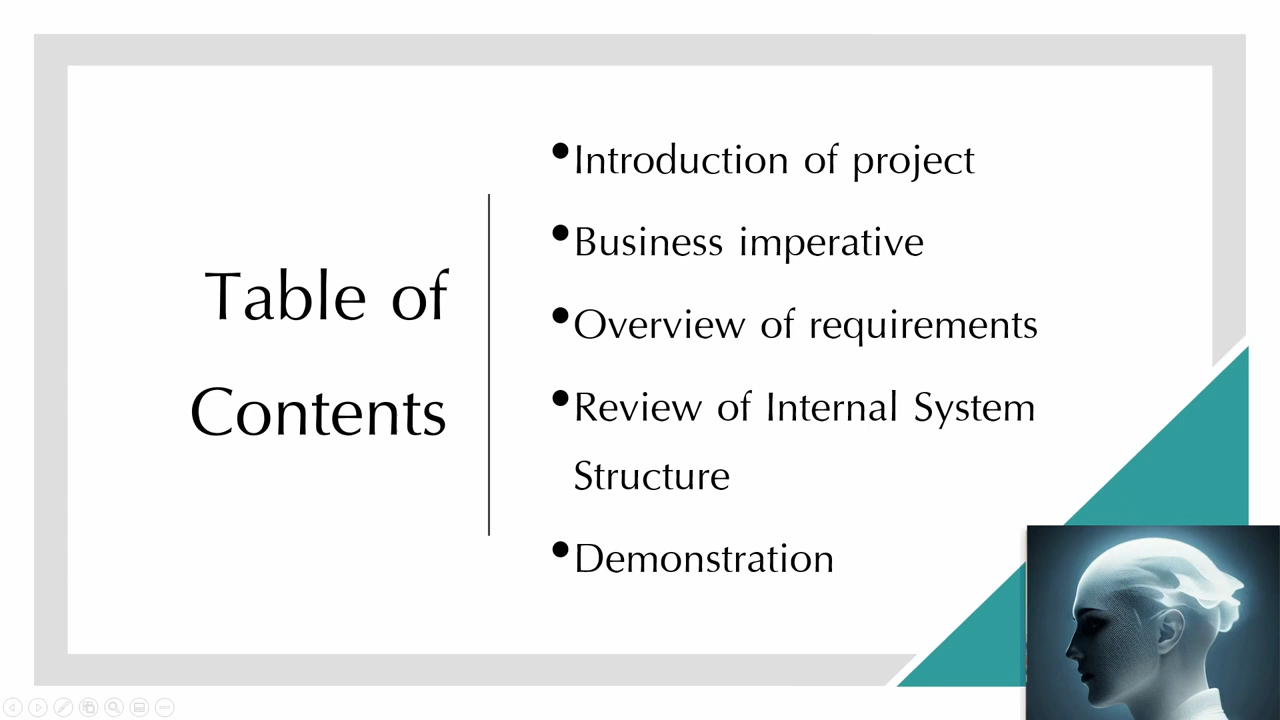 Table of
Contents
•Introduction of project
•Business imperative
•Overview of requirements
•Review of Internal System
Structure
•Demonstration